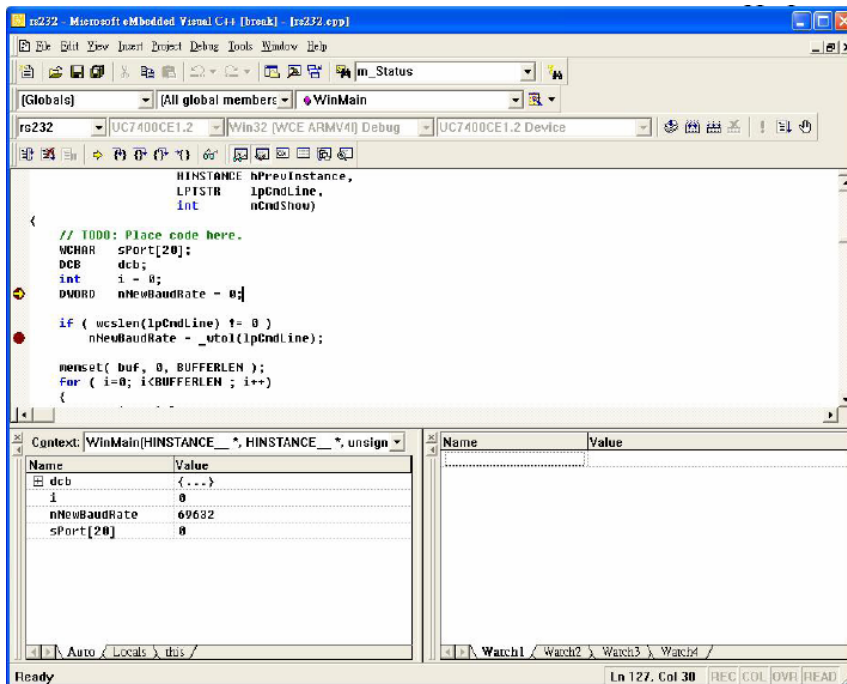 rs232 - Microsoft eMbedded Visual C++ [break] - [rs232.cpp]
File Edit View Insert Project Debug Tools Window Help
m_Status
(Globals) (All global members WinMain
rs232 UC7400CE1.2 Win32 (WCE ARMV4I) Debug UC7400CE1.2 Device
HINSTANCE hPrevInstance,
LPTSTR lpCmdLine,
int nCmdShow)
{
// TODO: Place code here.
WCHAR sPort[20];
DCB dcb;
int i = 0;
DWORD nNewBaudRate = 0;
if ( wcslen(lpCmdLine) != 0 )
nNewBaudRate = _wtol(lpCmdLine);
memset( buf, 0, BUFFERLEN );
for ( i=0; i<BUFFERLEN ; i++)
{
Context: WinMain(HINSTANCE__ *, HINSTANCE__ *, unsign
Name Value
dcb {...}
i 0
nNewBaudRate 69632
sPort[20] 0
Auto Locals this
Name Value
Watch1 Watch2 Watch3 Watch4
Ready Ln 127, Col 30 REC COL OVR READ